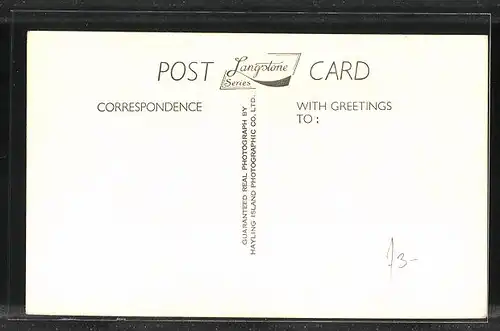 POST Langstone Series CARD
CORRESPONDENCE
WITH GREETINGS
TO :
GUARANTEED REAL PHOTOGRAPH BY
HAYLING ISLAND PHOTOGRAPHIC CO. LTD.